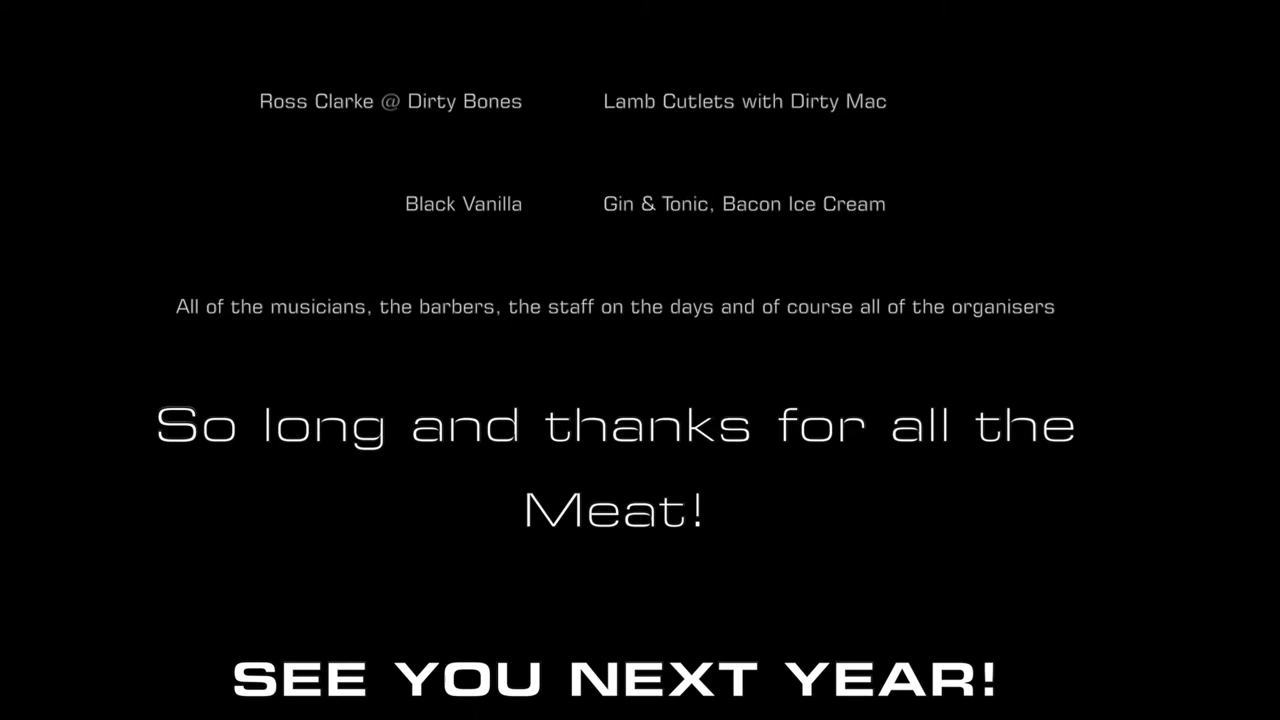 Ross Clarke @ Dirty Bones Lamb Cutlets with Dirty Mac
Black Vanilla Gin & Tonic, Bacon Ice Cream
All of the musicians, the barbers, the staff on the days and of course all of the organisers
So long and thanks for all the
Meat!
SEE YOU NEXT YEAR!